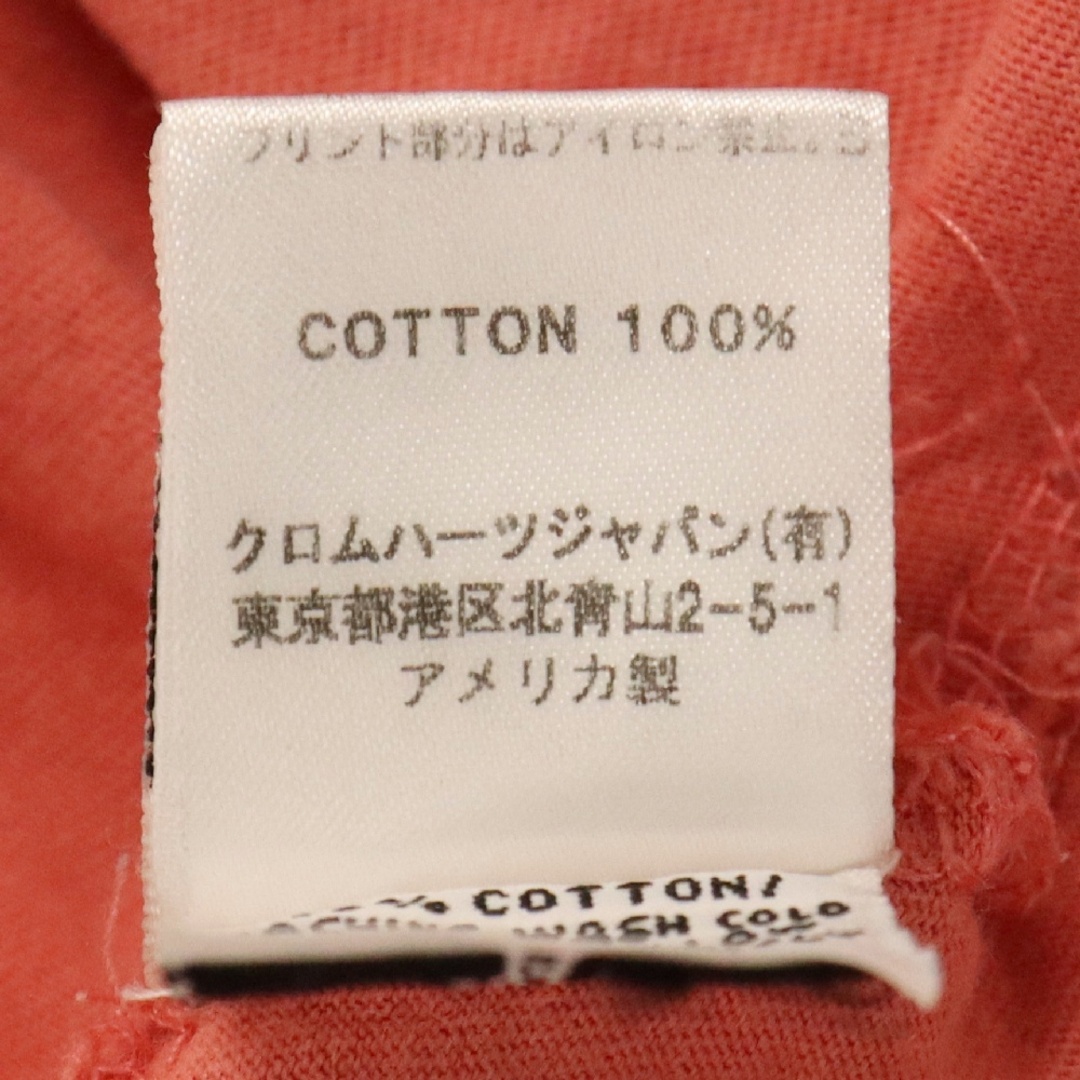 プリント部分はアイロン禁止。
COTTON 100%
クロムハーツジャパン(有)
東京都港区北青山2-5-1
アメリカ製
% COTTON!
WASH COLD